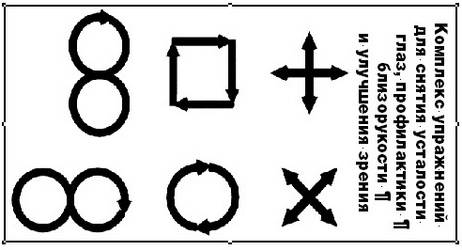 Комплекс упражнений
для снятия усталости
глаз, профилактики ¶
близорукости ¶
и улучшения зрения